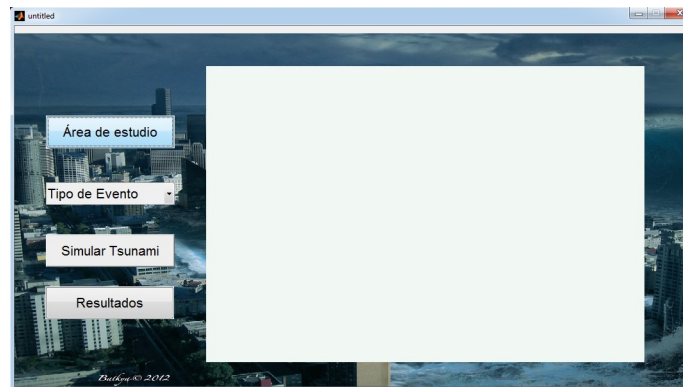 untitled
Área de estudio
Tipo de Evento
Simular Tsunami
Resultados
Batkya © 2012